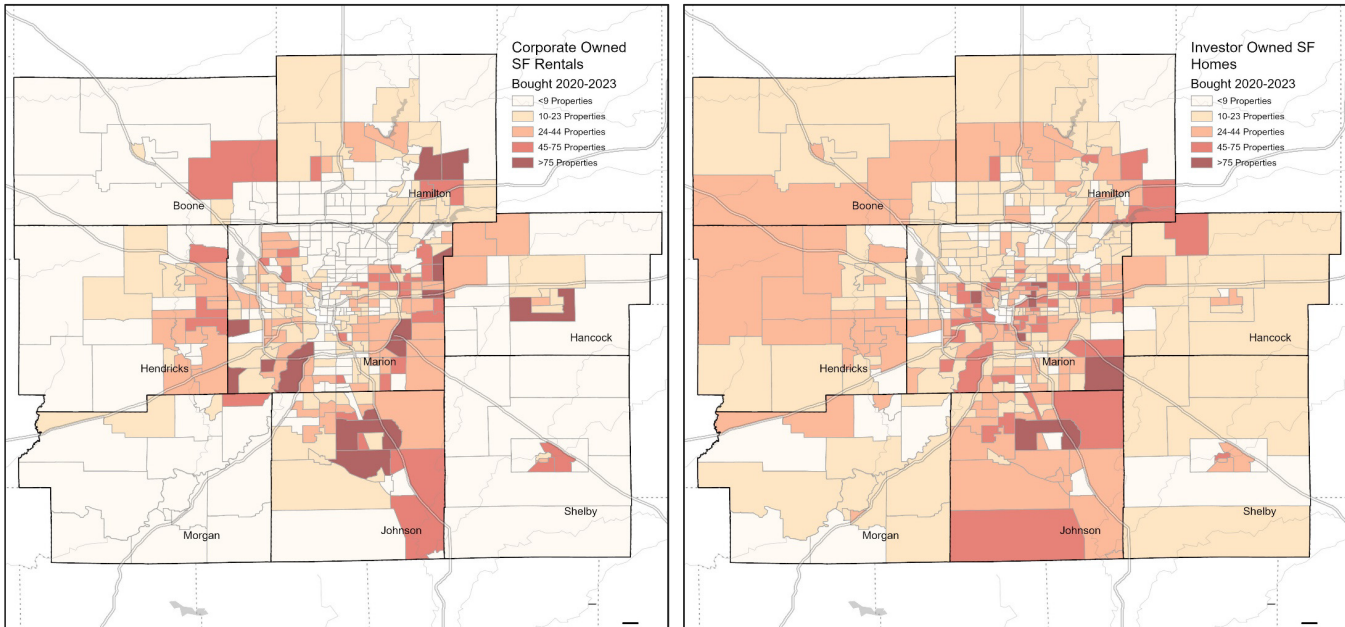 Corporate Owned
SF Rentals
Bought 2020-2023
<9 Properties
10-23 Properties
24-44 Properties
45-75 Properties
>75 Properties
Boone
Hamilton
Hendricks
Marion
Hancock
Morgan
Johnson
Shelby
Investor Owned SF
Homes
Bought 2020-2023
<9 Properties
10-23 Properties
24-44 Properties
45-75 Properties
>75 Properties
Boone
Hamilton
Hendricks
Marion
Hancock
Morgan
Johnson
Shelby